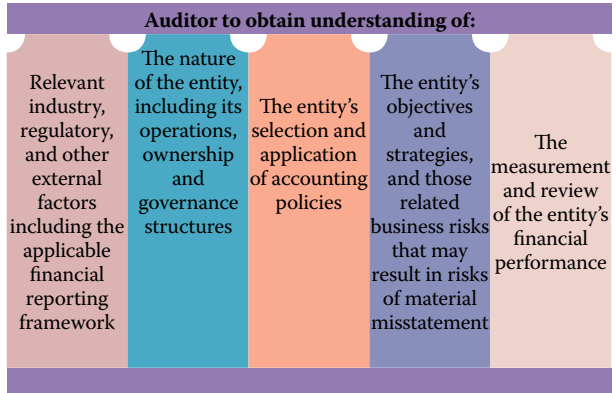 Auditor to obtain understanding of:
Relevant
industry,
regulatory,
and other
external
factors
including the
applicable
financial
reporting
framework
The nature
of the entity,
including its
operations,
ownership
and
governance
structures
The entity’s
selection and
application
of accounting
policies
The entity’s
objectives
and
strategies,
and those
related
business risks
that may
result in risks
of material
misstatement
The
measurement
and review
of the entity’s
financial
performance